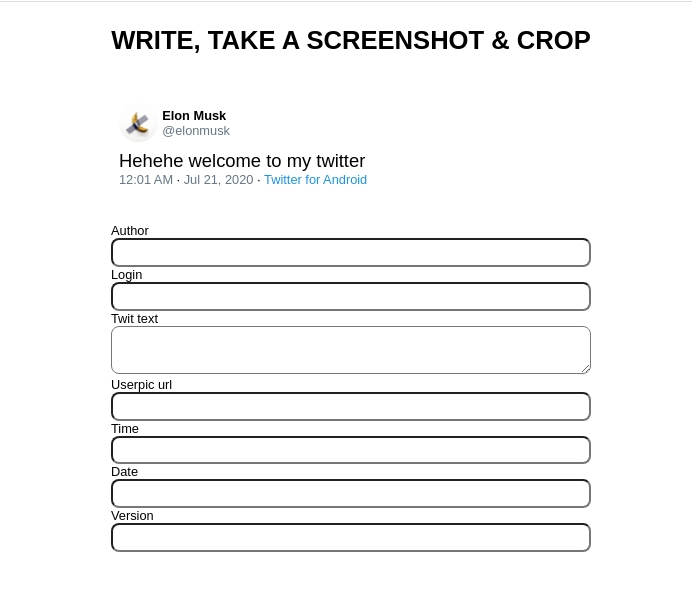 WRITE, TAKE A SCREENSHOT & CROP
Elon Musk
@elonmusk
Hehehe welcome to my twitter
12:01 AM · Jul 21, 2020 · Twitter for Android
Author
Login
Twit text
Userpic url
Time
Date
Version